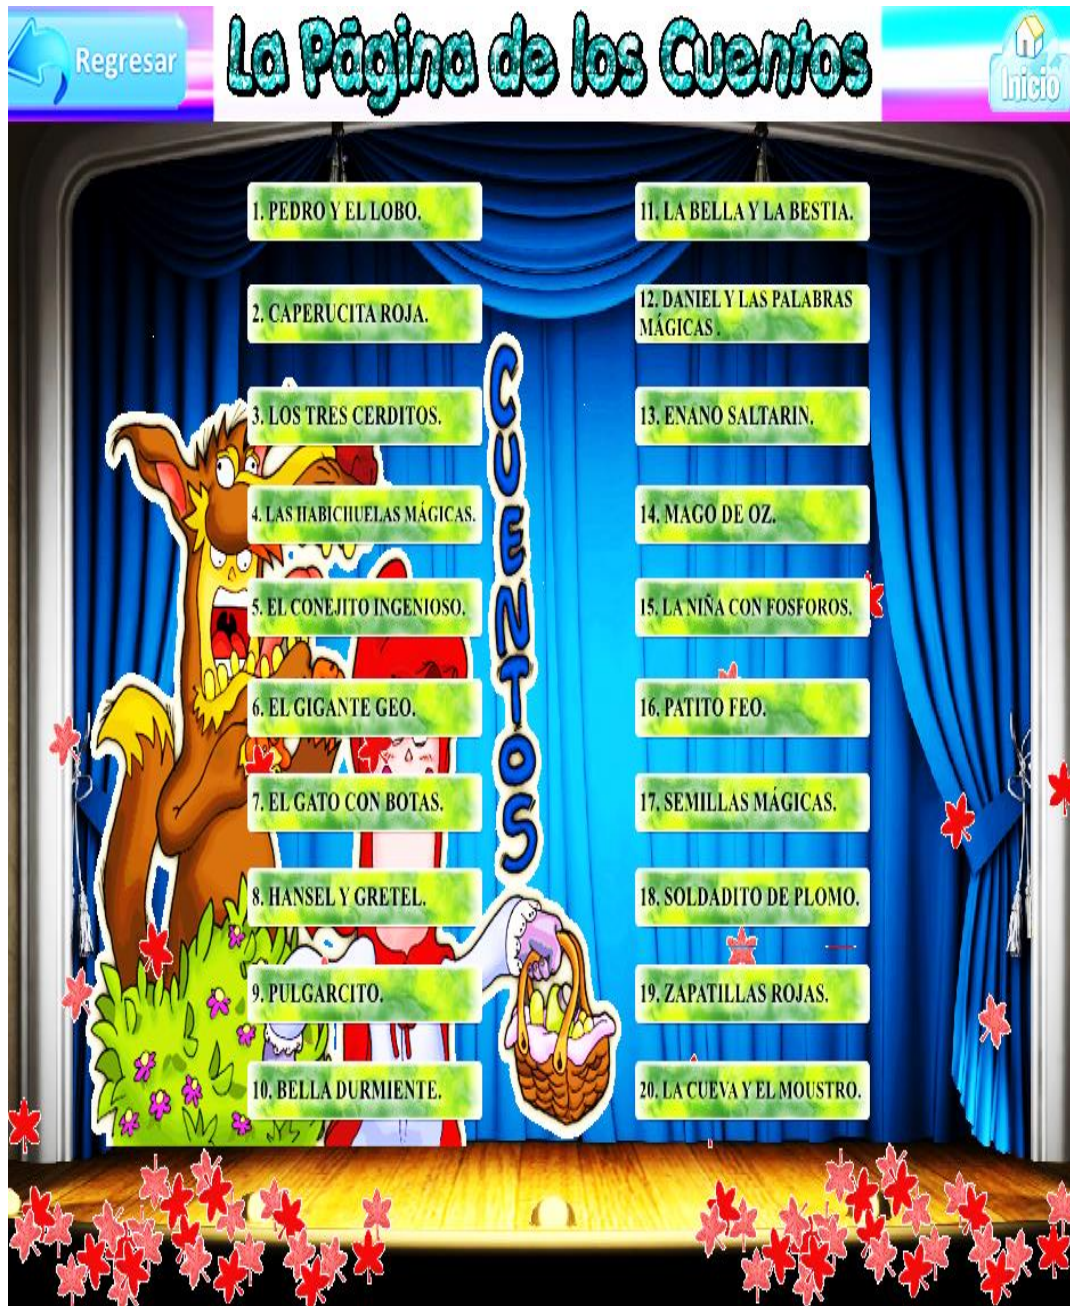 Regresar
La Página de los Cuentos
Inicio
1. PEDRO Y EL LOBO.
2. CAPERUCITA ROJA.
3. LOS TRES CERDITOS.
4. LAS HABICHUELAS MÁGICAS.
5. EL CONEJITO INGENIOSO.
6. EL GIGANTE GEO.
7. EL GATO CON BOTAS.
8. HANSEL Y GRETEL.
9. PULGARCITO.
10. BELLA DURMIENTE.
CUENTOS
11. LA BELLA Y LA BESTIA.
12. DANIEL Y LAS PALABRAS
MÁGICAS .
13. ENANO SALTARIN.
14. MAGO DE OZ.
15. LA NIÑA CON FOSFOROS.
16. PATITO FEO.
17. SEMILLAS MÁGICAS.
18. SOLDADITO DE PLOMO.
19. ZAPATILLAS ROJAS.
20. LA CUEVA Y EL MOUSTRO.